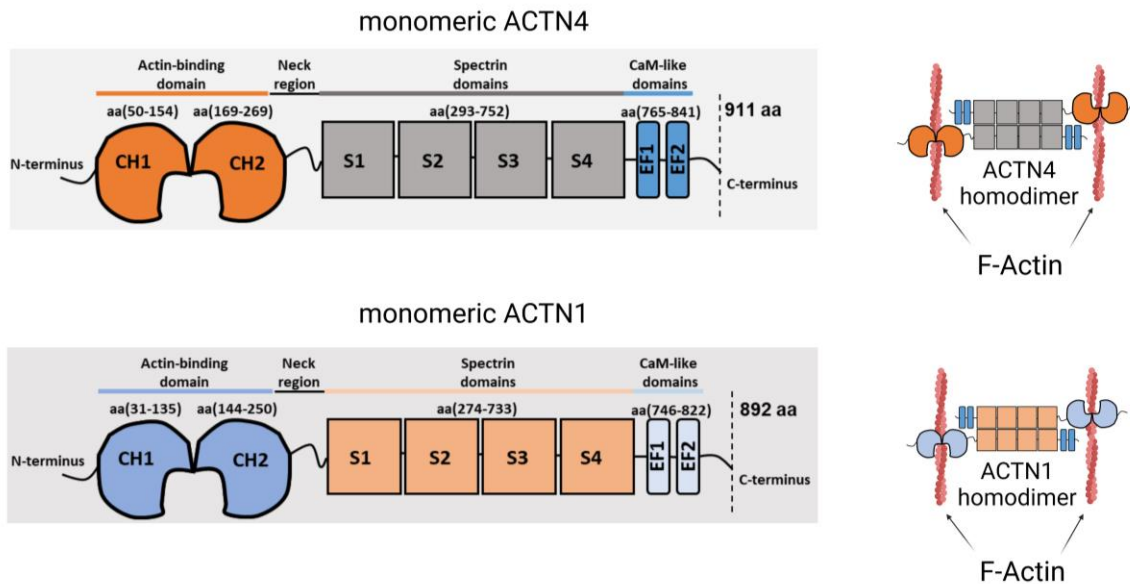 monomeric ACTN4
Actin-binding
domain
Neck
region
Spectrin
domains
CaM-like
domains
aa(50-154) aa(169-269)
aa(293-752)
aa(765-841)
911 aa
N-terminus
CH1
CH2
S1
S2
S3
S4
EF1
EF2
C-terminus
ACTN4
homodimer
F-Actin
monomeric ACTN1
Actin-binding
domain
Neck
region
Spectrin
domains
CaM-like
domains
aa(31-135) aa(144-250)
aa(274-733)
aa(746-822)
892 aa
N-terminus
CH1
CH2
S1
S2
S3
S4
EF1
EF2
C-terminus
ACTN1
homodimer
F-Actin